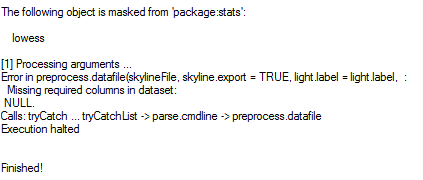 The following object is masked from 'package:stats':
lowess
[1] Processing arguments ...
Error in preprocess.datafile(skylineFile, skyline.export = TRUE, light.label = light.label, :
Missing required columns in dataset:
NULL.
Calls: tryCatch ... tryCatchList -> parse.cmdline -> preprocess.datafile
Execution halted
Finished!